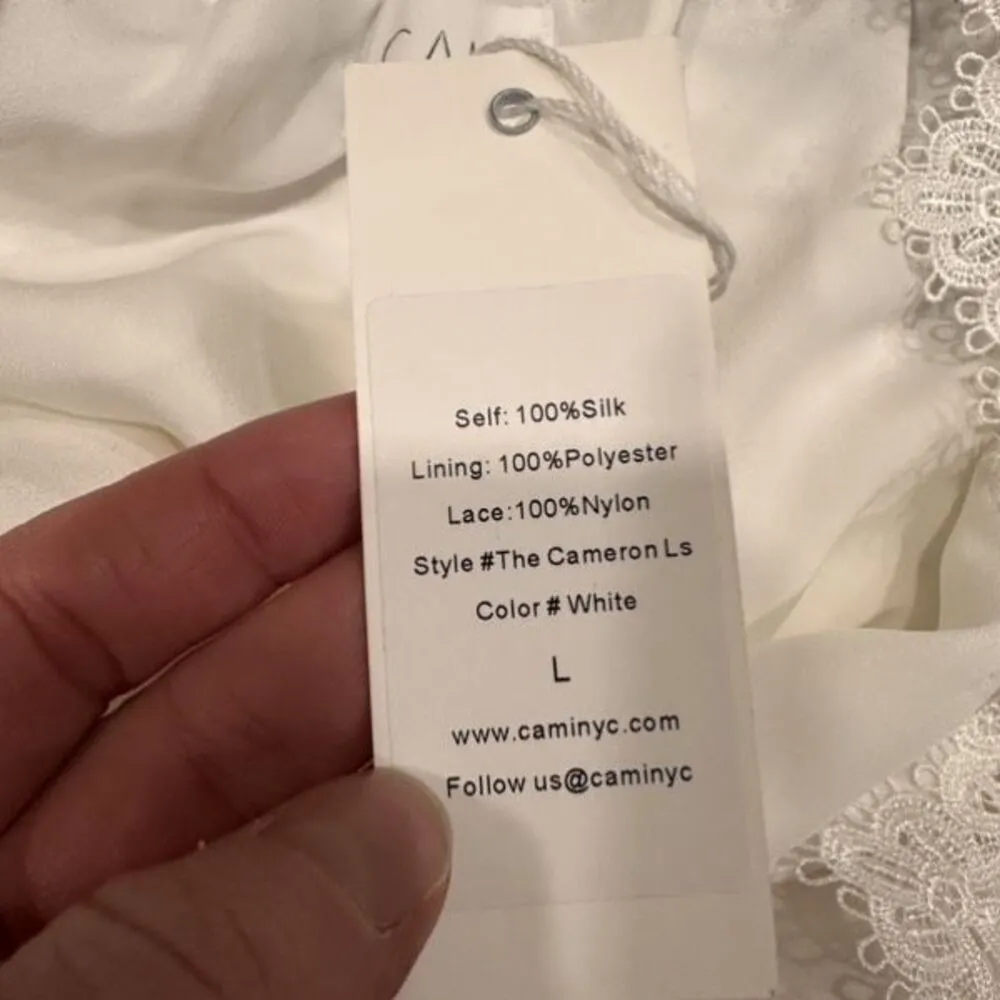 Self: 100%Silk
Lining: 100%Polyester
Lace:100%Nylon
Style #The Cameron Ls
Color # White
L
www.caminyc.com
Follow us@caminyc